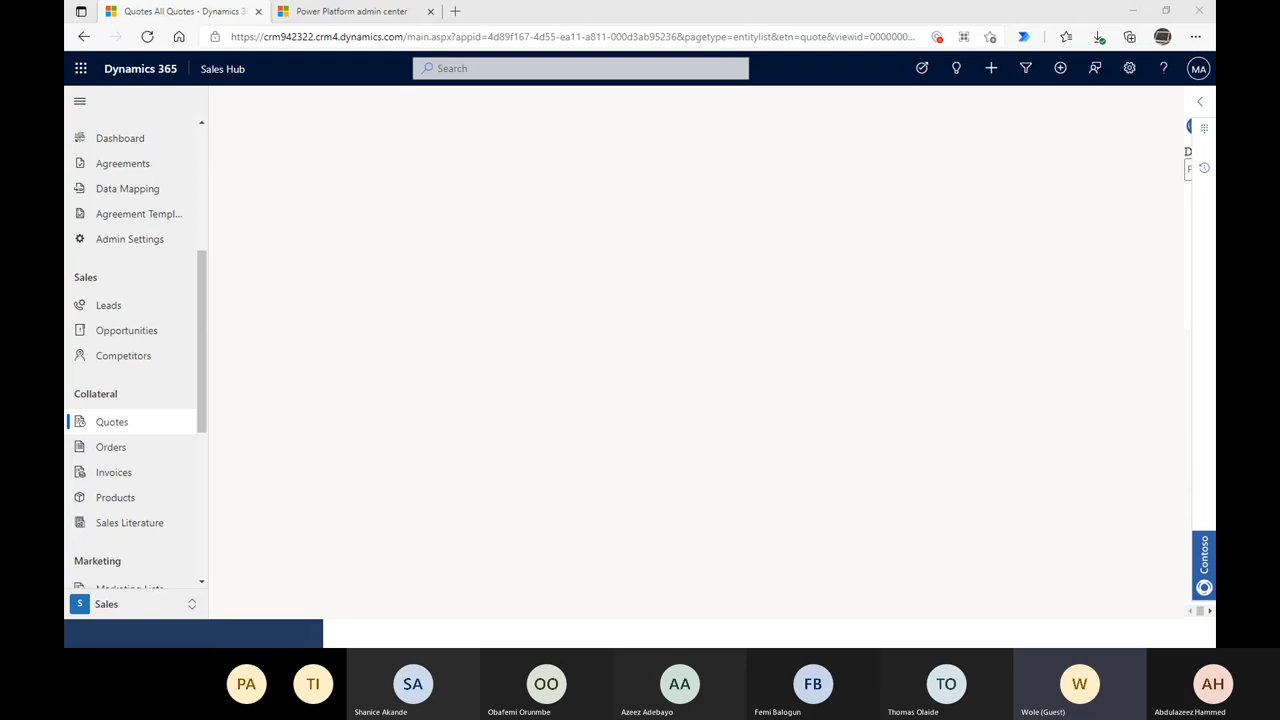 Quotes All Quotes - Dynamics 3
Power Platform admin center
https://crm942322.crm4.dynamics.com/main.aspx?appid=4d89f167-4d55-ea11-a811-000d3ab95236&pagetype=entitylist&etn=quote&viewid=0000000...
Dynamics 365
Sales Hub
Search
MA
Dashboard
Agreements
Data Mapping
Agreement Templ...
Admin Settings
Sales
Leads
Opportunities
Competitors
Collateral
Quotes
Orders
Invoices
Products
Sales Literature
Marketing
Marketing Lists
S Sales
D
Contoso
PA
TI
SA
OO
AA
FB
TO
W
AH
Shanice Akande
Obafemi Orunmbe
Azeez Adebayo
Femi Balogun
Thomas Olaide
Wole (Guest)
Abdulazeez Hammed